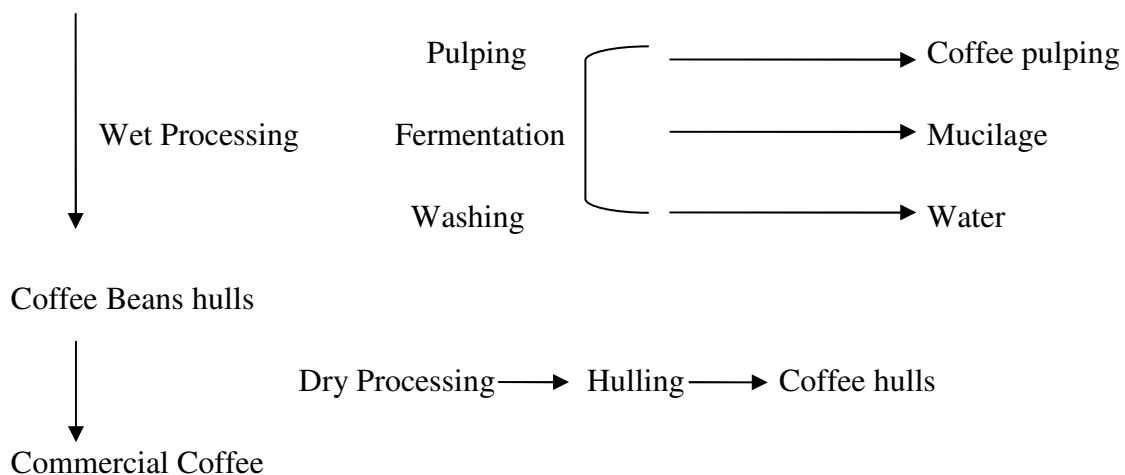 Pulping Coffee pulping
Wet Processing Fermentation Mucilage
Washing Water
Coffee Beans hulls
Dry Processing Hulling Coffee hulls
Commercial Coffee